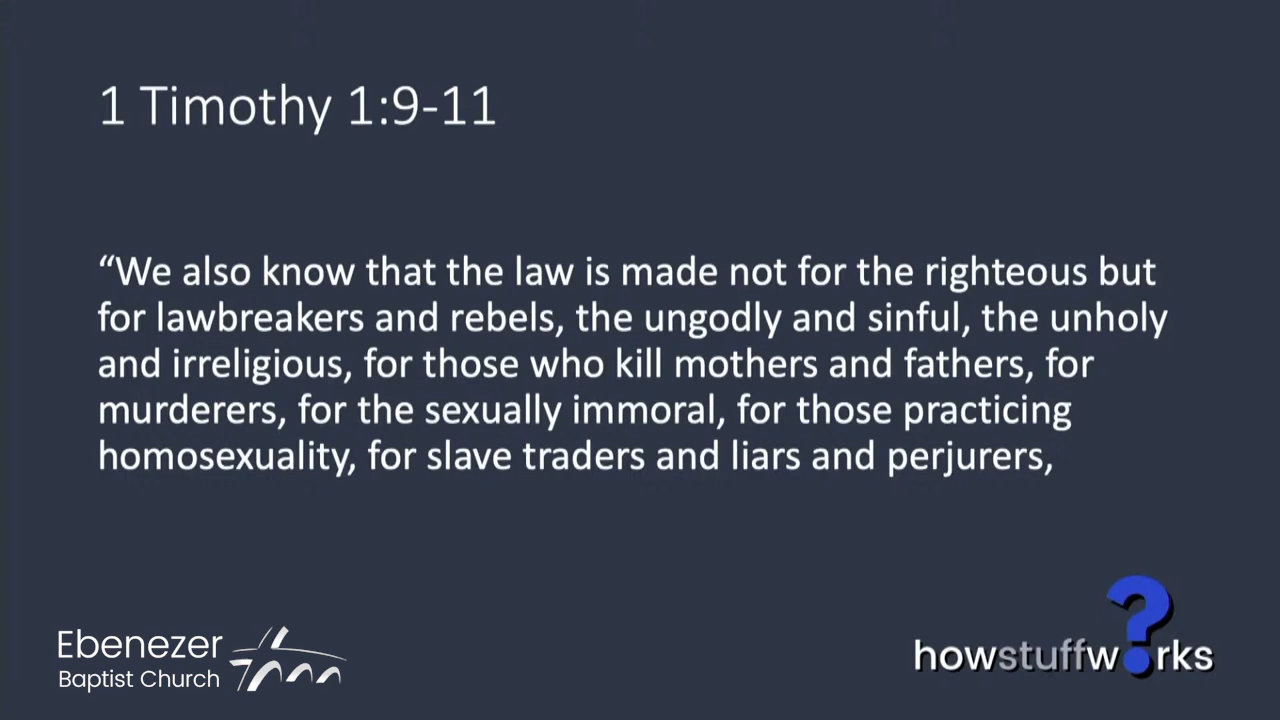 1 Timothy 1:9-11
“We also know that the law is made not for the righteous but
for lawbreakers and rebels, the ungodly and sinful, the unholy
and irreligious, for those who kill mothers and fathers, for
murderers, for the sexually immoral, for those practicing
homosexuality, for slave traders and liars and perjurers,
Ebenezer
Baptist Church
howstuffw?rks